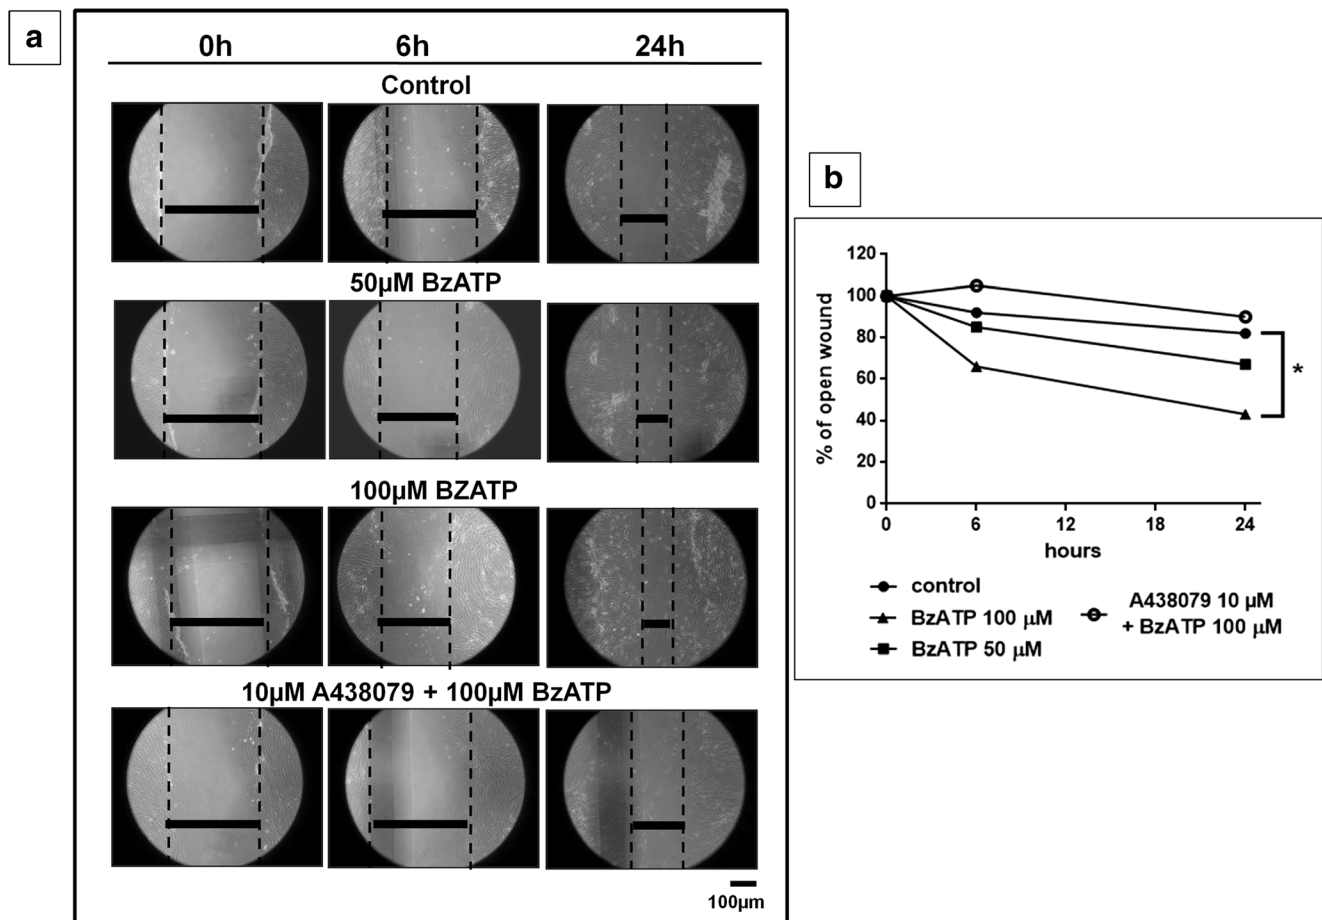 a
0h 6h 24h
Control
50µM BzATP
100µM BZATP
10µM A438079 + 100µM BzATP
100µm
b
% of open wound
120
100
80
60
40
20
0
*
0 6 12 18 24
hours
control
BzATP 100 µM
BzATP 50 µM
A438079 10 µM
+ BzATP 100 µM